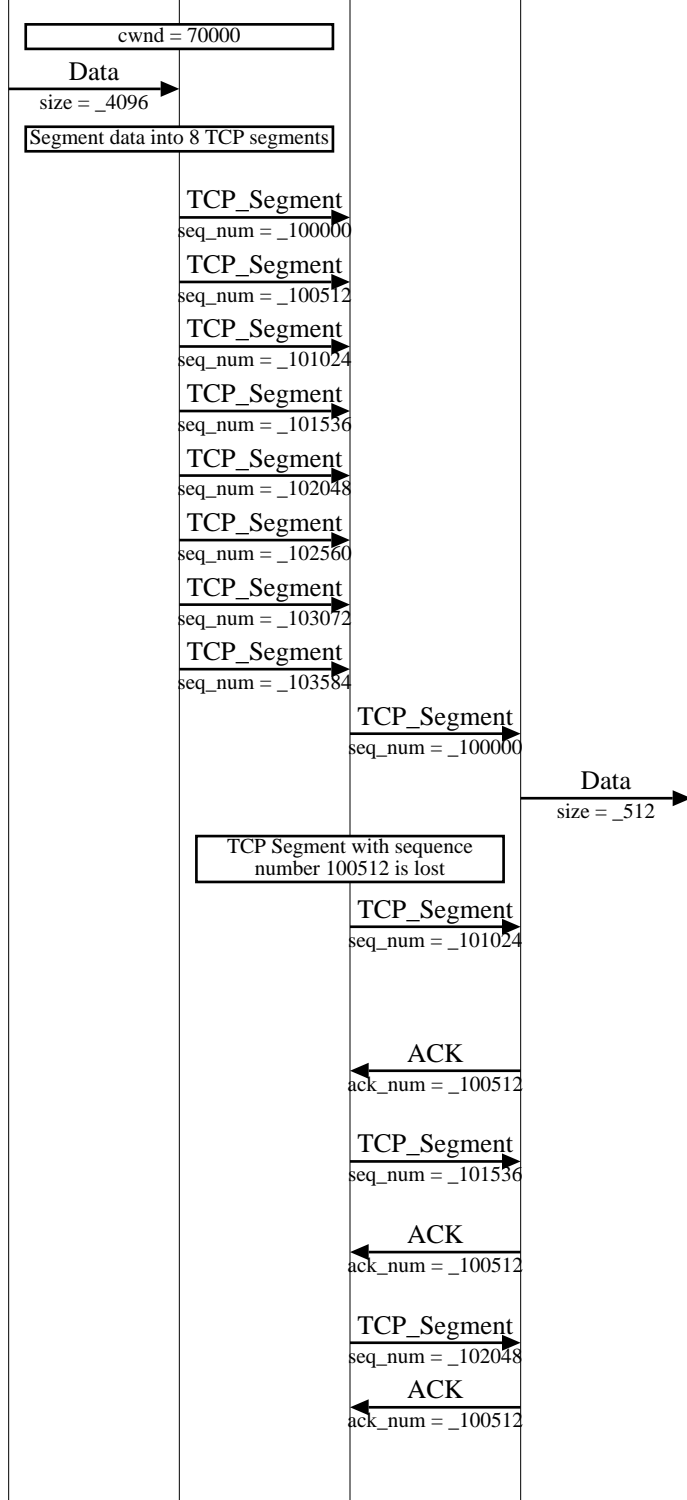 cwnd = 70000
Data
size = _4096
Segment data into 8 TCP segments
TCP_Segment
seq_num = _100000
TCP_Segment
seq_num = _100512
TCP_Segment
seq_num = _101024
TCP_Segment
seq_num = _101536
TCP_Segment
seq_num = _102048
TCP_Segment
seq_num = _102560
TCP_Segment
seq_num = _103072
TCP_Segment
seq_num = _103584
TCP_Segment
seq_num = _100000
Data
size = _512
TCP Segment with sequence
number 100512 is lost
TCP_Segment
seq_num = _101024
ACK
ack_num = _100512
TCP_Segment
seq_num = _101536
ACK
ack_num = _100512
TCP_Segment
seq_num = _102048
ACK
ack_num = _100512